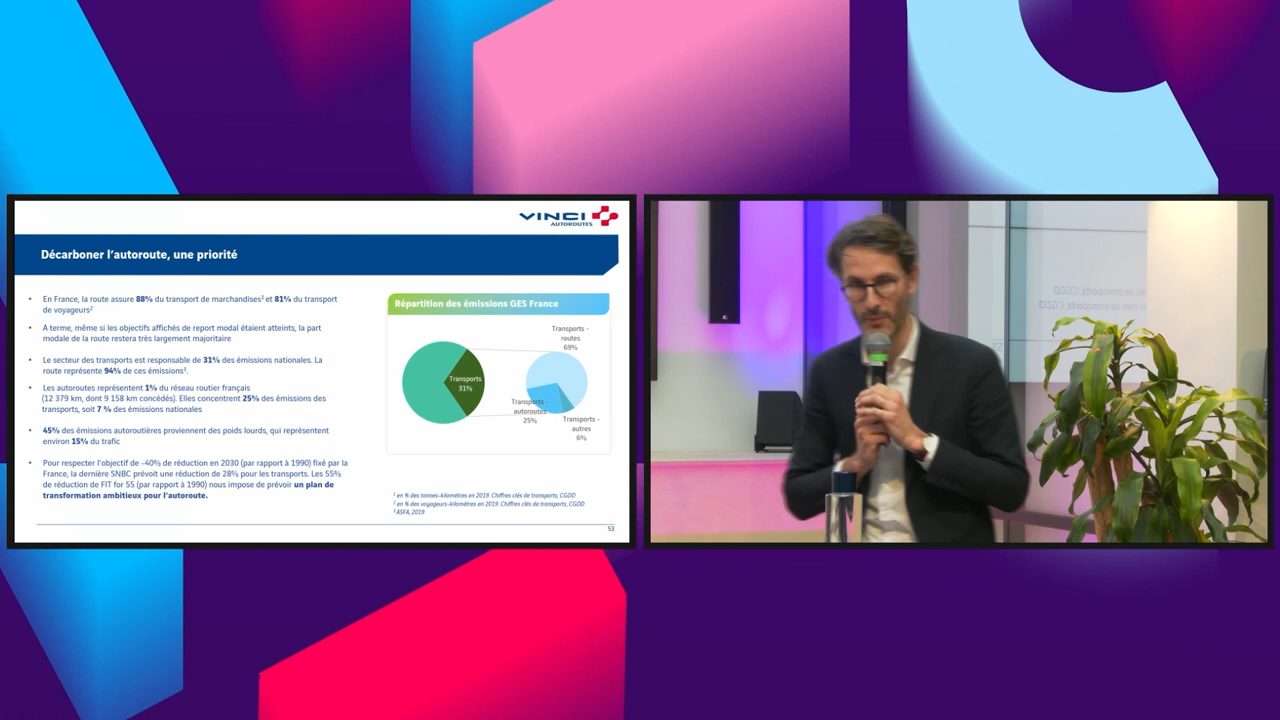 VINCI
AUTOROUTES
Décarboner l'autoroute, une priorité
• En France, la route assure 88% du transport de marchandises¹ et 81% du transport
de voyageurs²
• A terme, même si les objectifs affichés de report modal étaient atteints, la part
modale de la route restera très largement majoritaire
• Le secteur des transports est responsable de 31% des émissions nationales. La
route représente 94% de ces émissions³.
• Les autoroutes représentent 1% du réseau routier français
(12 379 km, dont 9 158 km concédés). Elles concentrent 25% des émissions des
transports, soit 7 % des émissions nationales
• 45% des émissions autoroutières proviennent des poids lourds, qui représentent
environ 15% du trafic
• Pour respecter l'objectif de -40% de réduction en 2030 (par rapport à 1990) fixé par la
France, la dernière SNBC prévoit une réduction de 28% pour les transports. Les 55%
de réduction de FIT for 55 (par rapport à 1990) nous impose de prévoir un plan de
transformation ambitieux pour l'autoroute.
Répartition des émissions GES France
Transports
31%
Transports -
routes
69%
Transports -
autoroutes
25%
Transports -
autres
6%
¹ en % des tonnes-kilomètres en 2019. Chiffres clés de transports, CGDD
² en % des voyageurs-kilomètres en 2019. Chiffres clés de transports, CGDD
³ ASFA, 2019
53